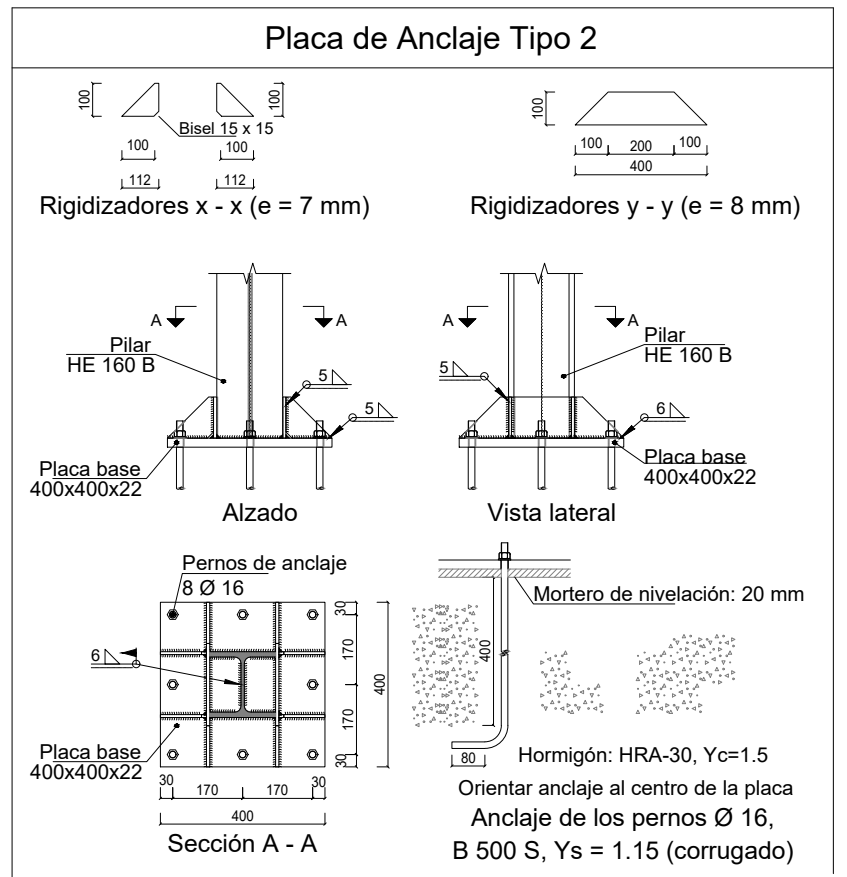 Placa de Anclaje Tipo 2
100
100
Bisel 15 x 15
100
100
112
112
Rigidizadores x - x (e = 7 mm)
100
100
200
100
400
Rigidizadores y - y (e = 8 mm)
A
A
Pilar
HE 160 B
5
5
Placa base
400x400x22
Alzado
A
A
Pilar
HE 160 B
5
6
Placa base
400x400x22
Vista lateral
Pernos de anclaje
8 Ø 16
6
Placa base
400x400x22
30
170
170
30
400
30
170
170
30
400
Sección A - A
Mortero de nivelación: 20 mm
400
80
Hormigón: HRA-30, Yc=1.5
Orientar anclaje al centro de la placa
Anclaje de los pernos Ø 16,
B 500 S, Ys = 1.15 (corrugado)